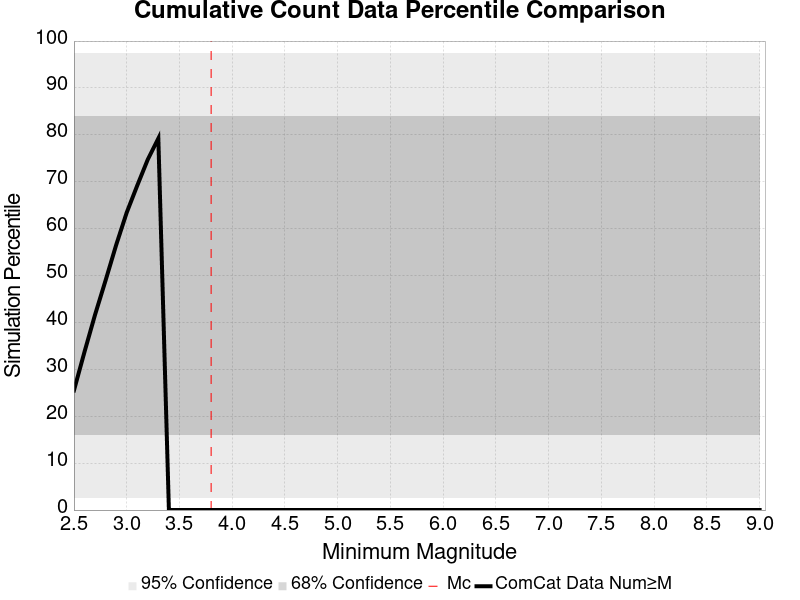 Cumulative Count Data Percentile Comparison
100
90
80
70
60
50
40
30
20
10
0
Simulation Percentile
2.5 3.0 3.5 4.0 4.5 5.0 5.5 6.0 6.5 7.0 7.5 8.0 8.5 9.0
Minimum Magnitude
95% Confidence 68% Confidence Mc ComCat Data Num≥M